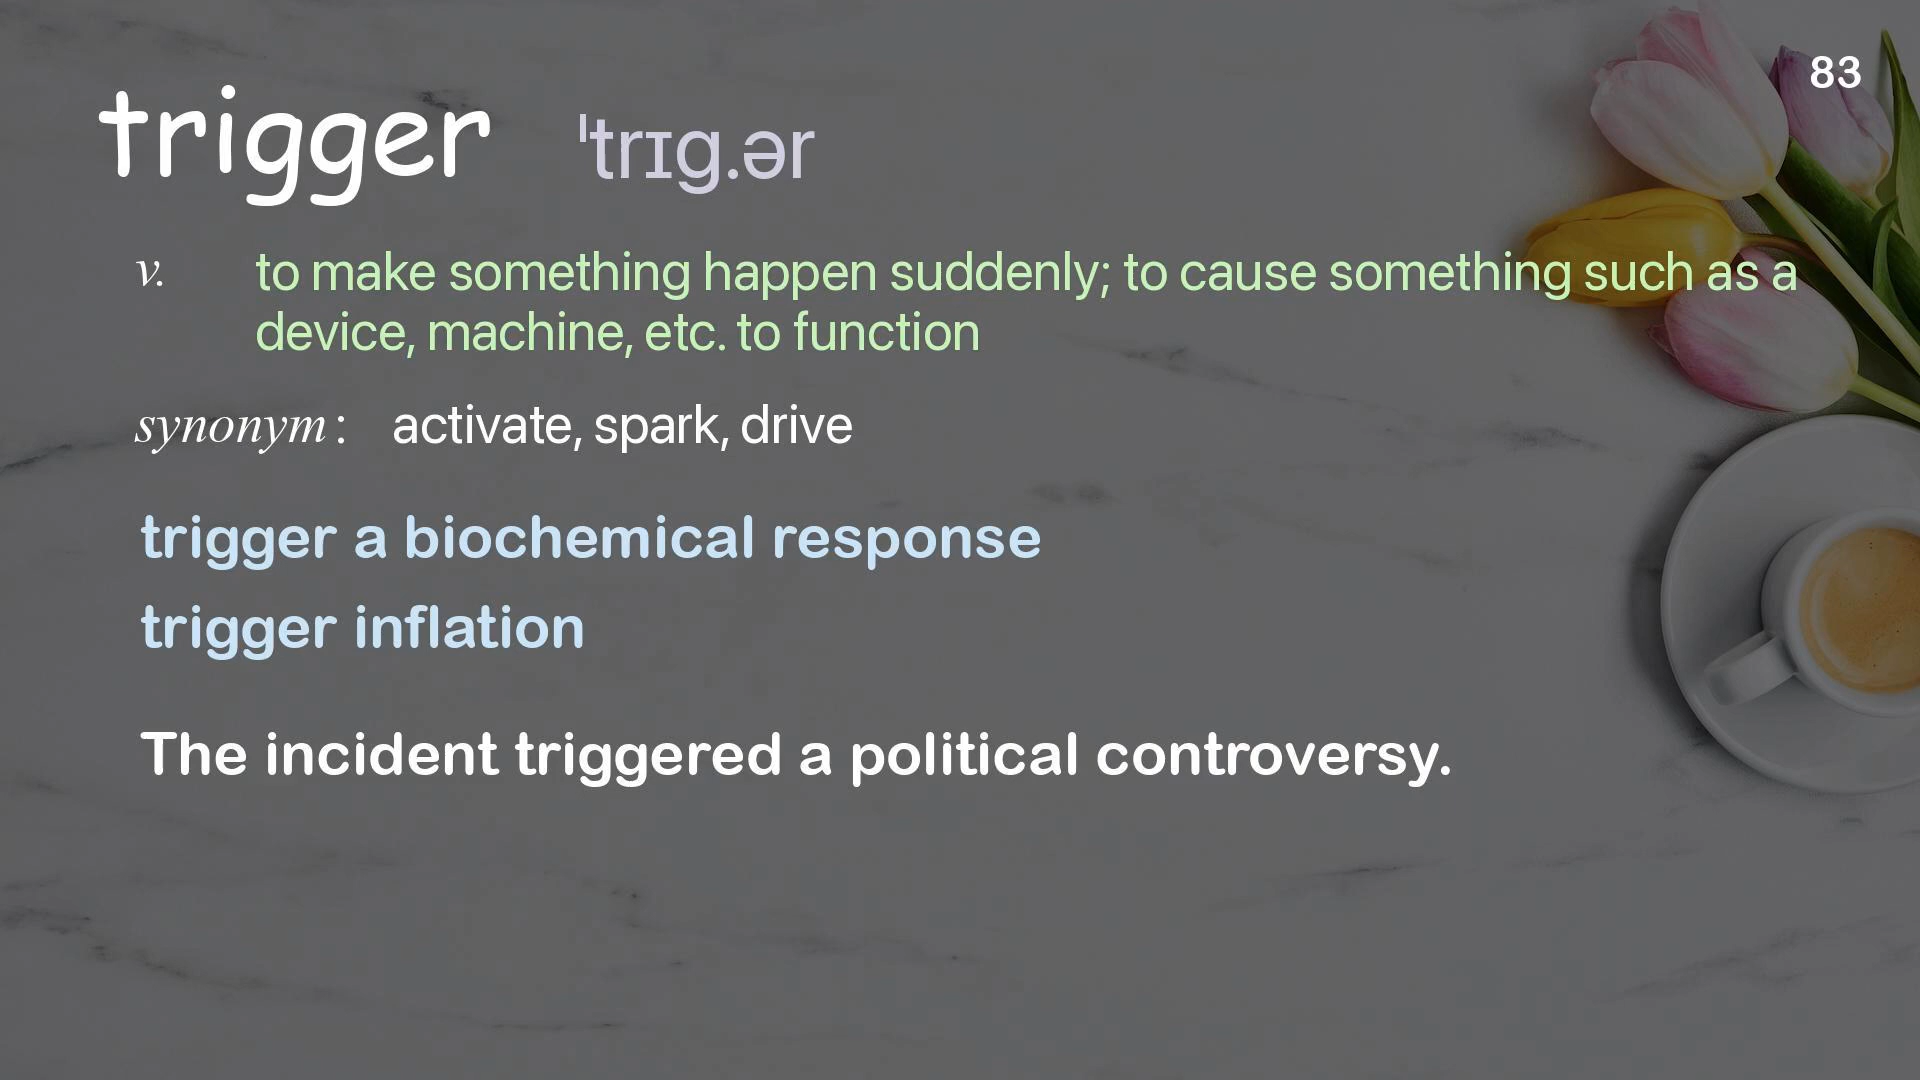 83
trigger ˈtrɪg.ər
v. to make something happen suddenly; to cause something such as a
device, machine, etc. to function
synonym: activate, spark, drive
trigger a biochemical response
trigger inflation
The incident triggered a political controversy.